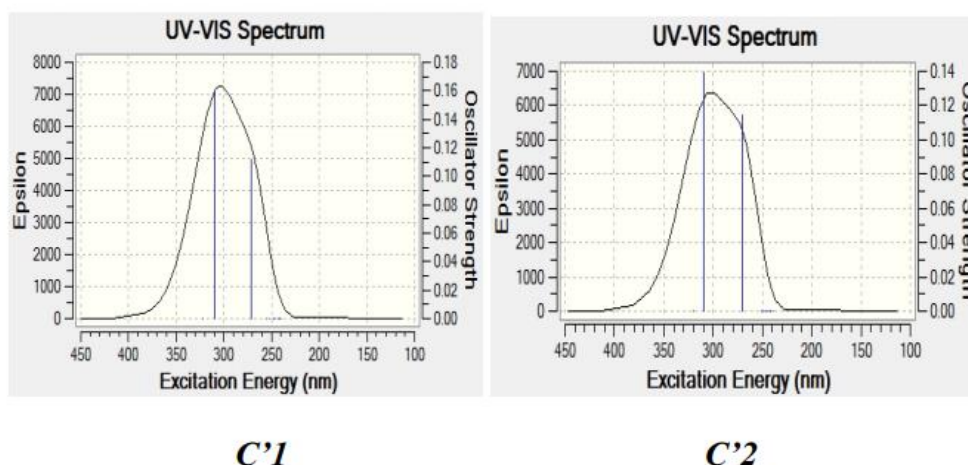 UV-VIS Spectrum
8000
7000
6000
5000
4000
3000
2000
1000
0
Epsilon
0.18
0.16
0.14
0.12
0.10
0.08
0.06
0.04
0.02
0.00
Oscillator Strength
450 400 350 300 250 200 150 100
Excitation Energy (nm)
C'1
UV-VIS Spectrum
7000
6000
5000
4000
3000
2000
1000
0
Epsilon
0.14
0.12
0.10
0.08
0.06
0.04
0.02
0.00
Oscillator Strength
450 400 350 300 250 200 150 100
Excitation Energy (nm)
C'2